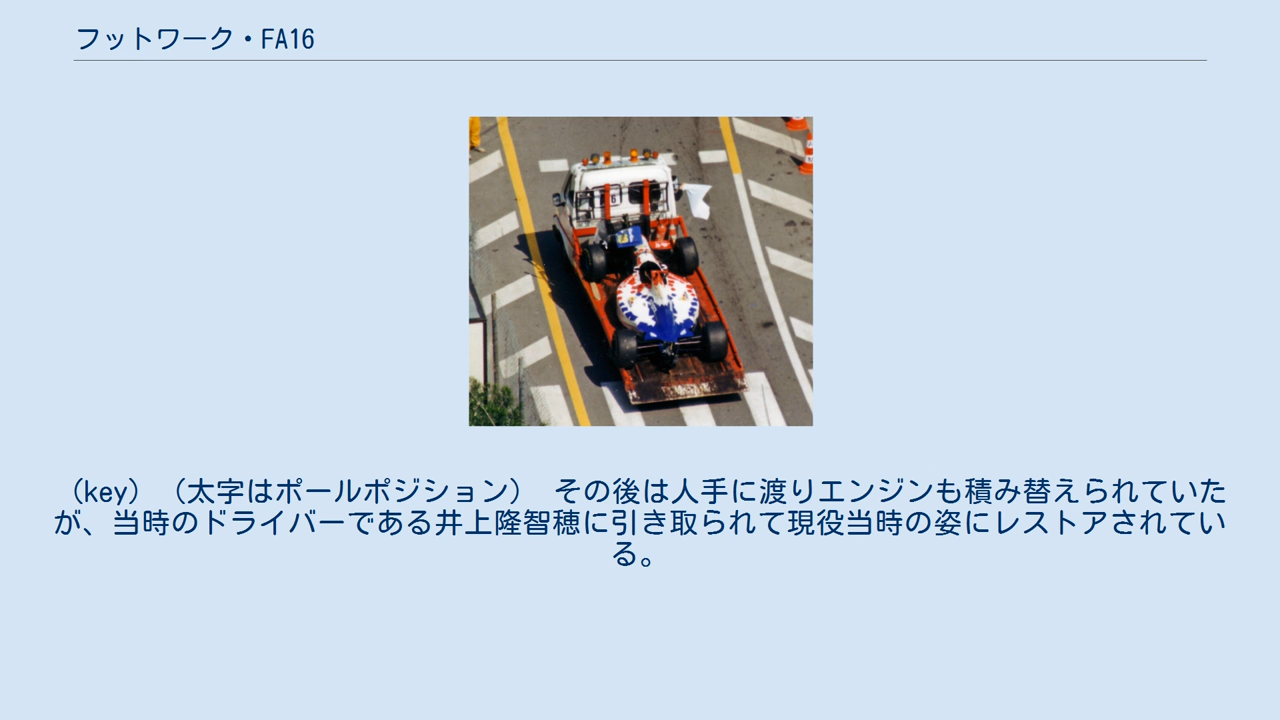 フットワーク・FA16
（key）（太字はポールポジション）　その後は人手に渡りエンジンも積み替えられていた
が、当時のドライバーである井上隆智穂に引き取られて現役当時の姿にレストアされてい
る。